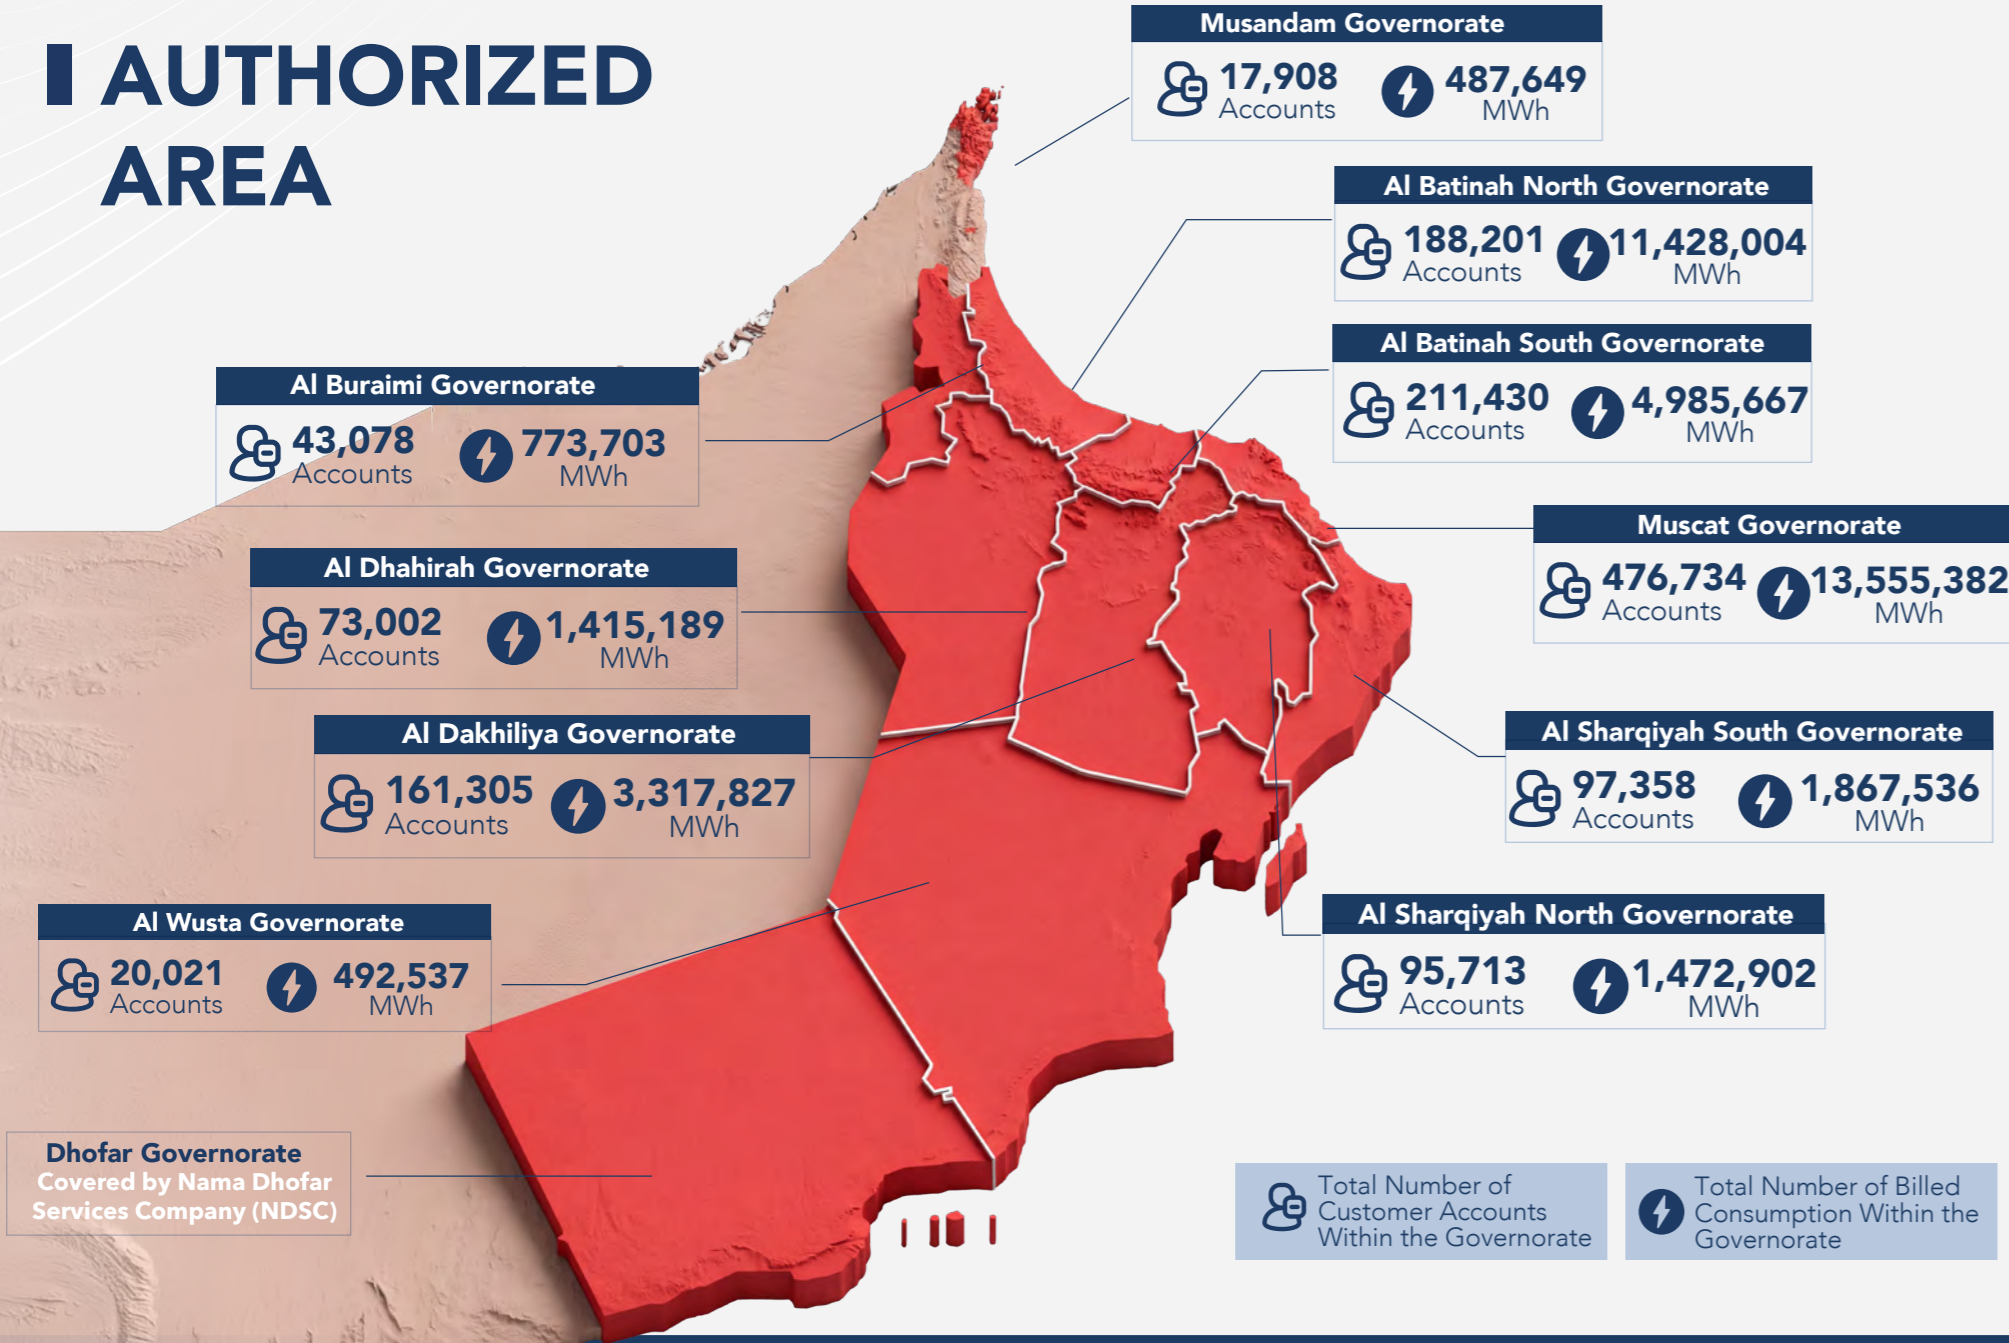 AUTHORIZED
AREA
Musandam Governorate
17,908
Accounts
487,649
MWh
Al Batinah North Governorate
188,201
Accounts
11,428,004
MWh
Al Batinah South Governorate
211,430
Accounts
4,985,667
MWh
Al Buraimi Governorate
43,078
Accounts
773,703
MWh
Muscat Governorate
476,734
Accounts
13,555,382
MWh
Al Dhahirah Governorate
73,002
Accounts
1,415,189
MWh
Al Dakhiliya Governorate
161,305
Accounts
3,317,827
MWh
Al Sharqiyah South Governorate
97,358
Accounts
1,867,536
MWh
Al Wusta Governorate
20,021
Accounts
492,537
MWh
Al Sharqiyah North Governorate
95,713
Accounts
1,472,902
MWh
Dhofar Governorate
Covered by Nama Dhofar
Services Company (NDSC)
Total Number of
Customer Accounts
Within the Governorate
Total Number of Billed
Consumption Within the
Governorate